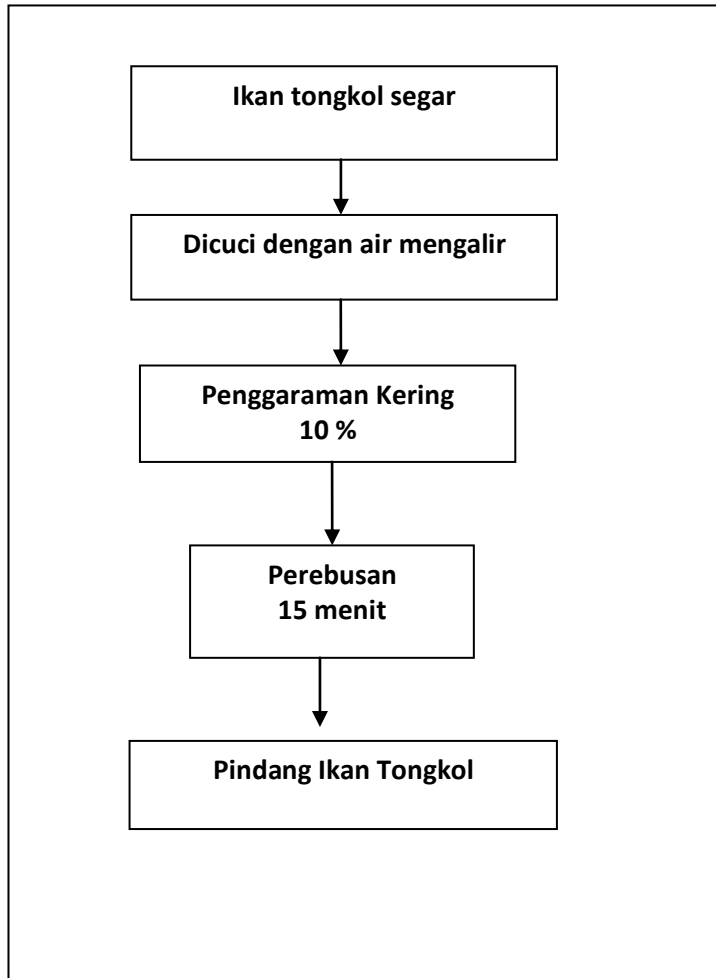 Ikan tongkol segar
Dicuci dengan air mengalir
Penggaraman Kering
10 %
Perebusan
15 menit
Pindang Ikan Tongkol